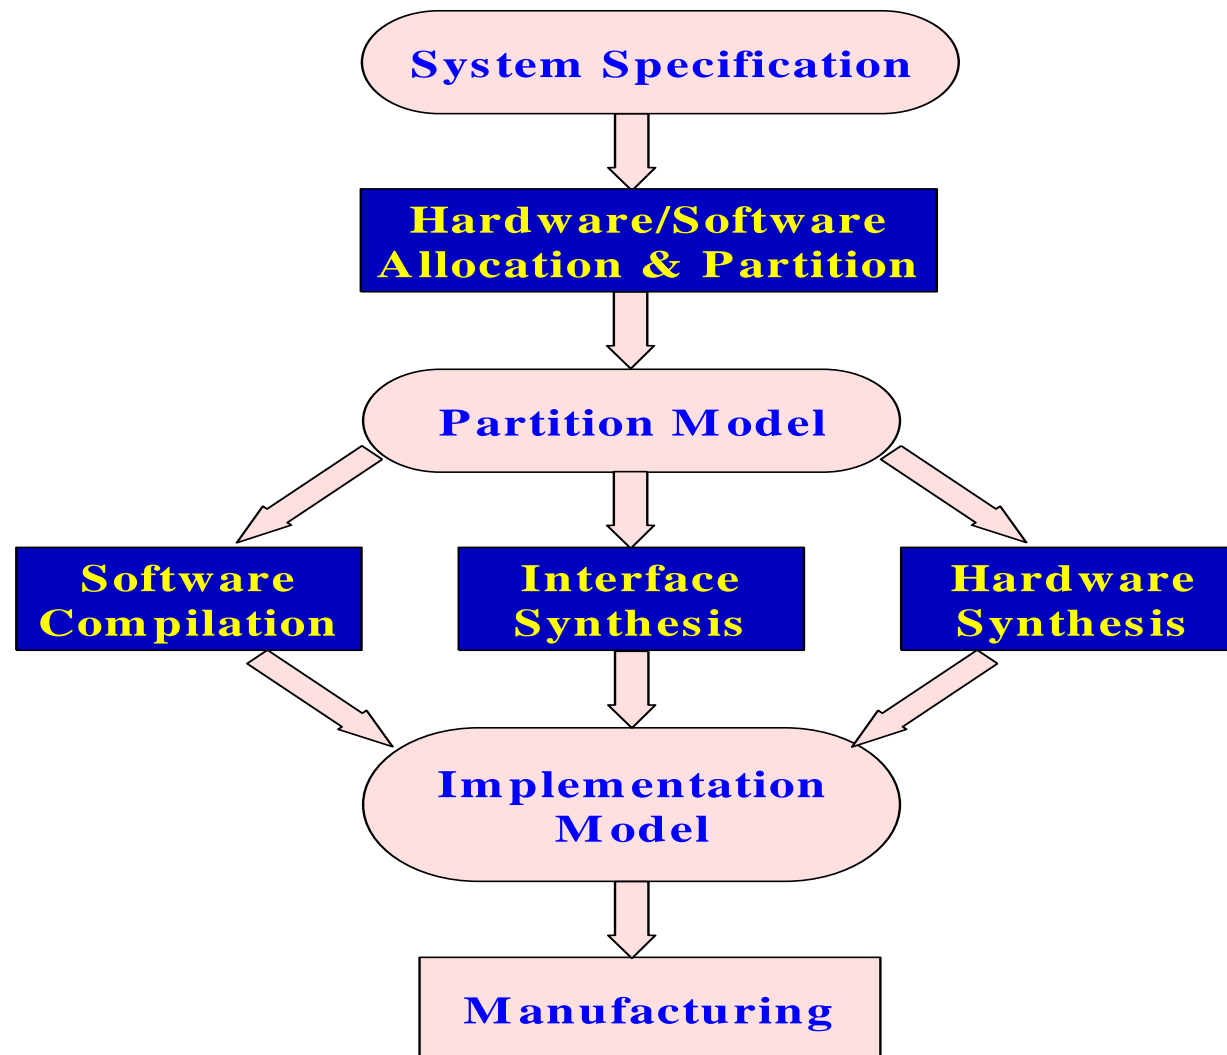 System Specification
Hardware/Software
Allocation & Partition
Partition Model
Software
Compilation
Interface
Synthesis
Hardware
Synthesis
Implementation
Model
Manufacturing